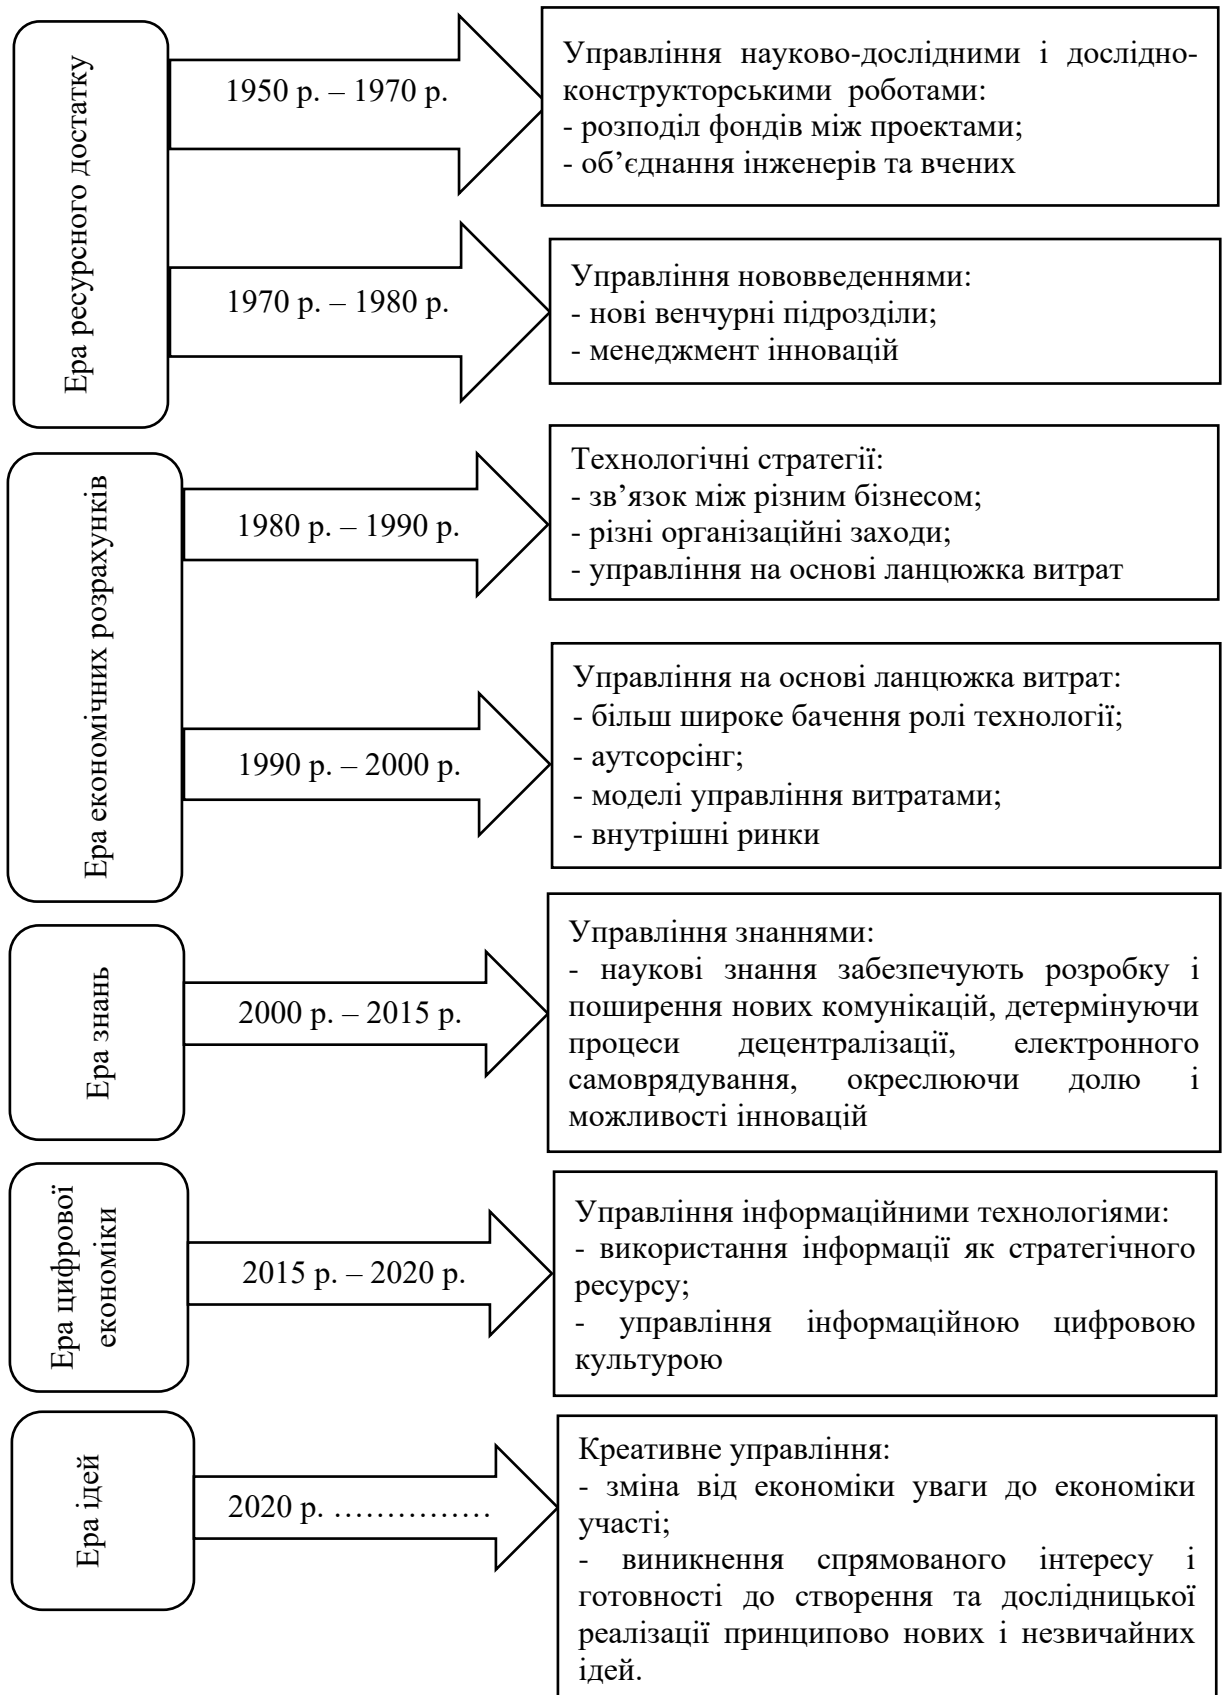 Ера ресурсного достатку
1950 р. – 1970 р.
Управління науково-дослідними і дослідно-
конструкторськими роботами:
- розподіл фондів між проектами;
- об’єднання інженерів та вчених
1970 р. – 1980 р.
Управління нововведеннями:
- нові венчурні підрозділи;
- менеджмент інновацій
Ера економічних розрахунків
1980 р. – 1990 р.
Технологічні стратегії:
- зв’язок між різним бізнесом;
- різні організаційні заходи;
- управління на основі ланцюжка витрат
1990 р. – 2000 р.
Управління на основі ланцюжка витрат:
- більш широке бачення ролі технології;
- аутсорсінг;
- моделі управління витратами;
- внутрішні ринки
Ера знань
2000 р. – 2015 р.
Управління знаннями:
- наукові знання забезпечують розробку і
поширення нових комунікацій, детермінуючи
процеси децентралізації, електронного
самоврядування, окреслюючи долю і
можливості інновацій
Ера цифрової
економіки
2015 р. – 2020 р.
Управління інформаційними технологіями:
- використання інформації як стратегічного
ресурсу;
- управління інформаційною цифровою
культурою
Ера ідей
2020 р. ……………
Креативне управління:
- зміна від економіки уваги до економіки
участі;
- виникнення спрямованого інтересу і
готовності до створення та дослідницької
реалізації принципово нових і незвичайних
ідей.